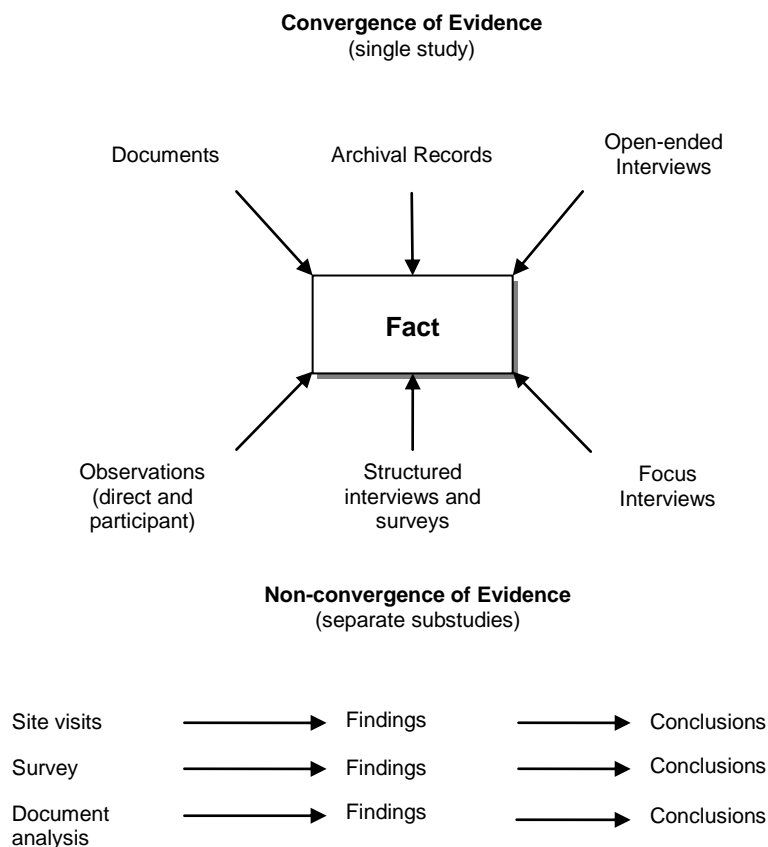 Convergence of Evidence
(single study)
Documents
Archival Records
Open-ended
Interviews
Fact
Observations
(direct and
participant)
Structured
interviews and
surveys
Focus
Interviews
Non-convergence of Evidence
(separate substudies)
Site visits Findings Conclusions
Survey Findings Conclusions
Document
analysis Findings Conclusions